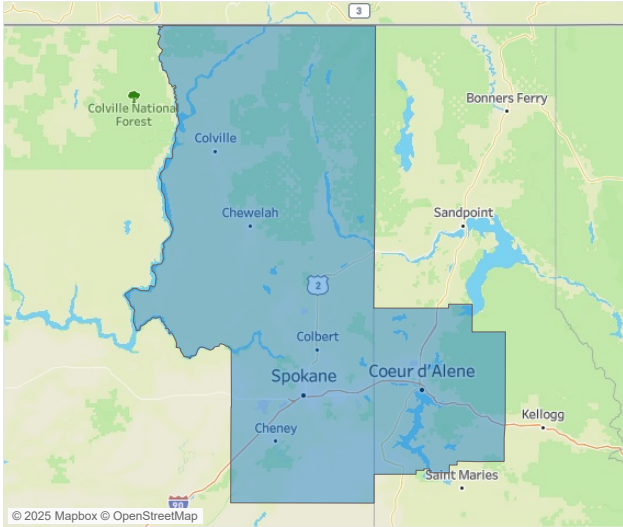 3
Colville National
Forest
Bonners Ferry
Colville
Chewelah
Sandpoint
2
Colbert
Spokane
Coeur d'Alene
Cheney
Kellogg
Saint Maries
90
© 2025 Mapbox © OpenStreetMap